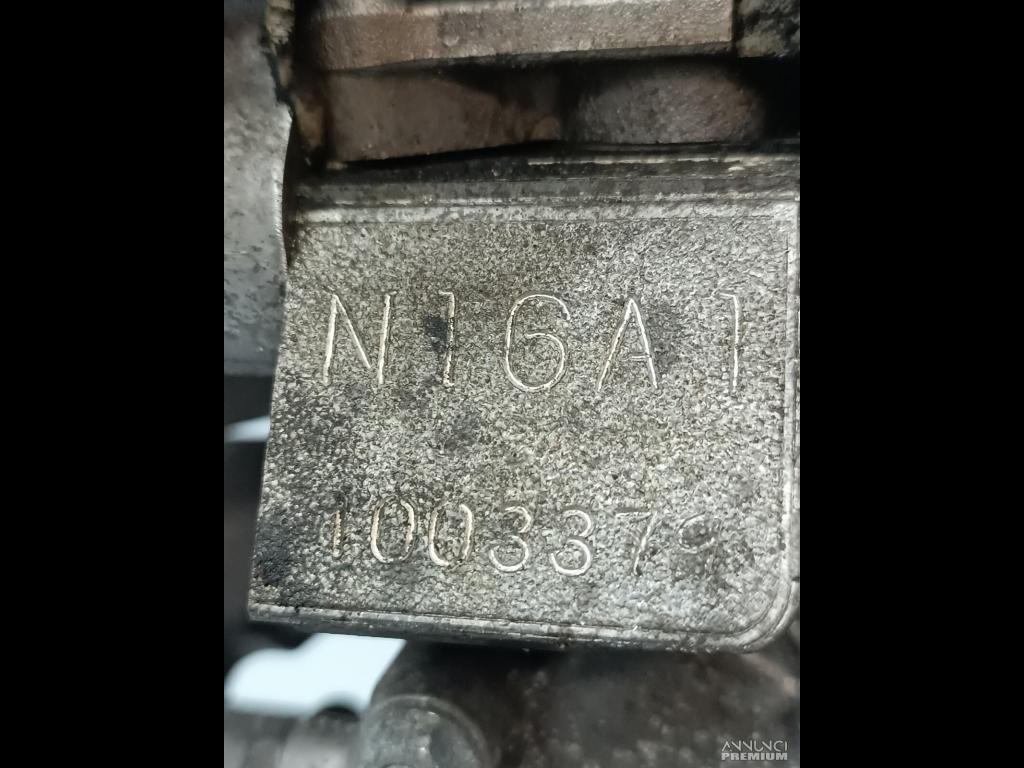 N16A1
1003379
ANNUNCI
PREMIUM